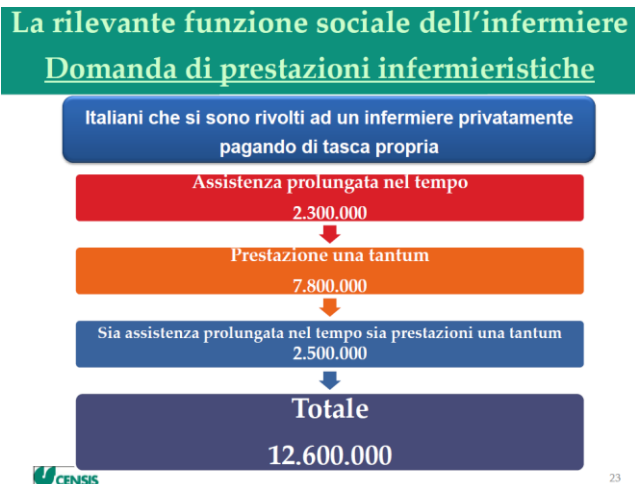 La rilevante funzione sociale dell'infermiere
Domanda di prestazioni infermieristiche
Italiani che si sono rivolti ad un infermiere privatamente
pagando di tasca propria
Assistenza prolungata nel tempo
2.300.000
Prestazione una tantum
7.800.000
Sia assistenza prolungata nel tempo sia prestazioni una tantum
2.500.000
Totale
12.600.000
CENSIS
23